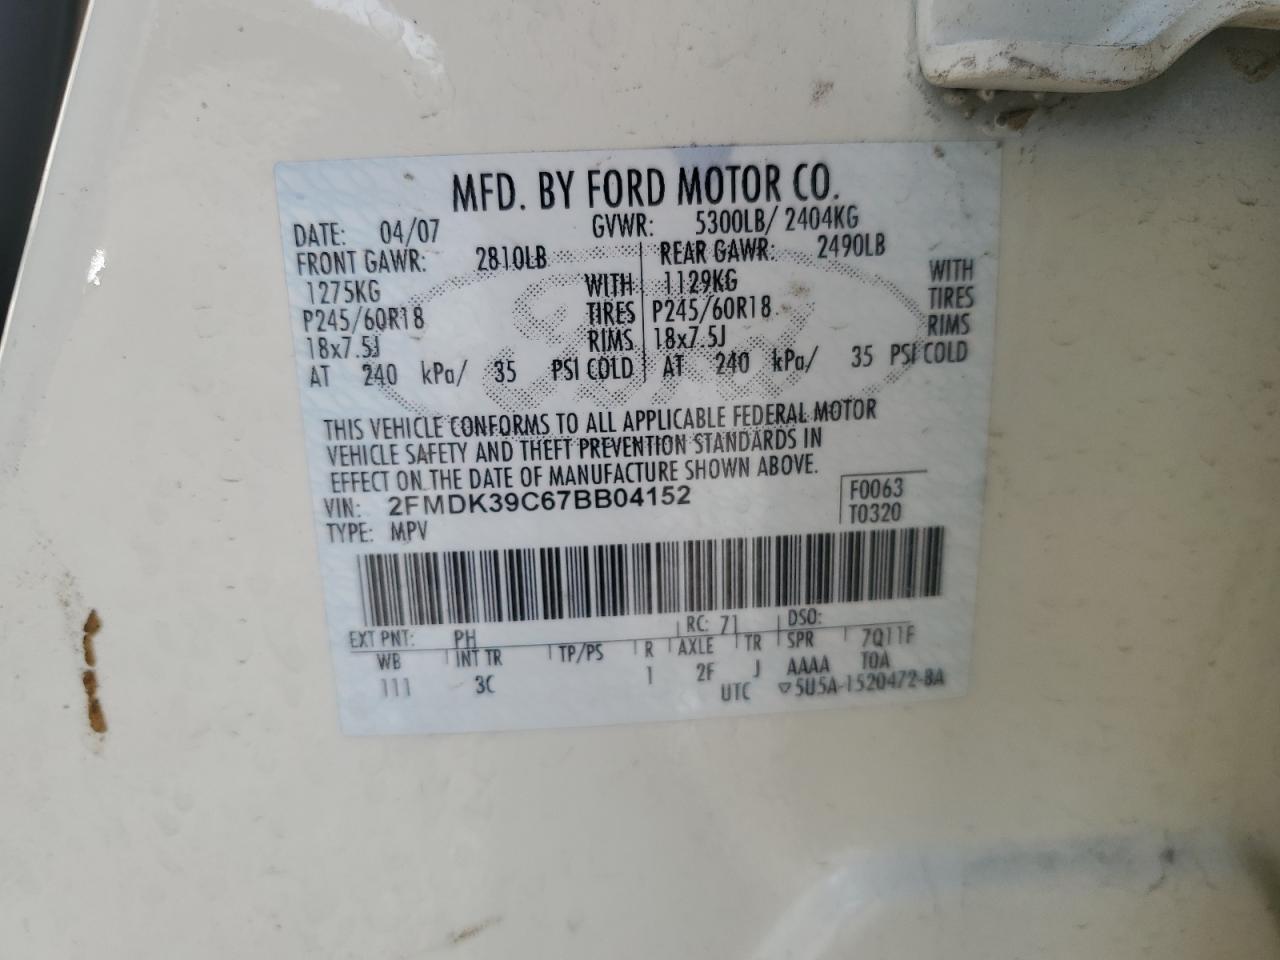 MFD. BY FORD MOTOR CO.
DATE: 04/07 GVWR: 5300LB/ 2404KG
FRONT GAWR: 2810LB REAR GAWR: 2490LB
1275KG WITH 1129KG WITH
P245/60R18 TIRES P245/60R18 TIRES
18x7.5J RIMS 18x7.5J RIMS
AT 240 kPa/ 35 PSI COLD AT 240 kPa/ 35 PSI COLD
THIS VEHICLE CONFORMS TO ALL APPLICABLE FEDERAL MOTOR
VEHICLE SAFETY AND THEFT PREVENTION STANDARDS IN
EFFECT ON THE DATE OF MANUFACTURE SHOWN ABOVE.
VIN: 2FMDK39C67BB04152 F0063
TYPE: MPV T0320
EXT PNT: PH RC: 71 DSO:
WB INT TR TP/PS R AXLE TR SPR 7Q11F
111 3C 1 2F J AAAA T0A
UTC ▽5U5A-1520472-BA